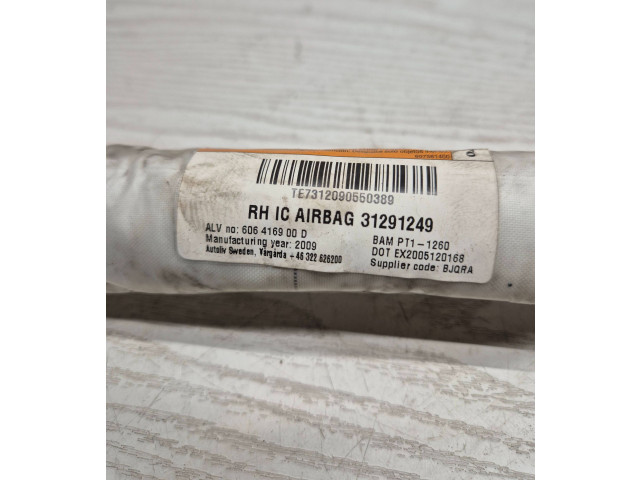 TE7312090550389
RH IC AIRBAG 31291249
ALV no: 606 4169 00 D
Manufacturing year: 2009
Autoliv Sweden, Vårgårda +46 322 626200
BAM PT1-1260
DOT EX2005120168
Supplier code: BJQRA